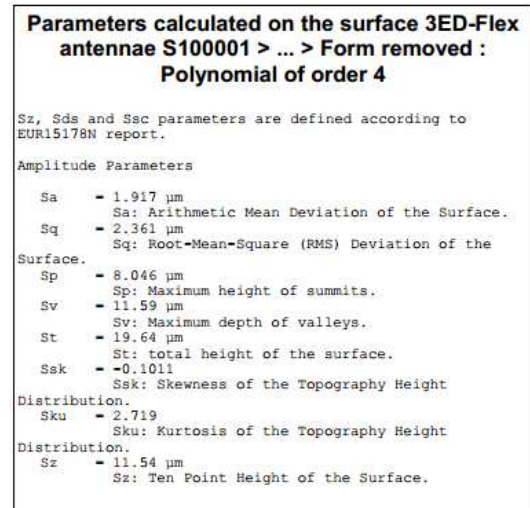 Parameters calculated on the surface 3ED-Flex
antennae S100001 > ... > Form removed :
Polynomial of order 4
Sz, Sds and Ssc parameters are defined according to
EUR15178N report.
Amplitude Parameters
Sa = 1.917 µm
Sa: Arithmetic Mean Deviation of the Surface.
Sq = 2.361 µm
Sq: Root-Mean-Square (RMS) Deviation of the
Surface.
Sp = 8.046 µm
Sp: Maximum height of summits.
Sv = 11.59 µm
Sv: Maximum depth of valleys.
St = 19.64 µm
St: total height of the surface.
Ssk = -0.1011
Ssk: Skewness of the Topography Height
Distribution.
Sku = 2.719
Sku: Kurtosis of the Topography Height
Distribution.
Sz = 11.54 µm
Sz: Ten Point Height of the Surface.